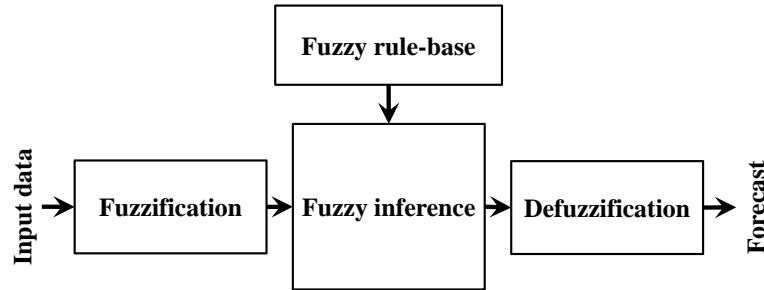 Fuzzy rule-base
Input data
Fuzzification
Fuzzy inference
Defuzzification
Forecast